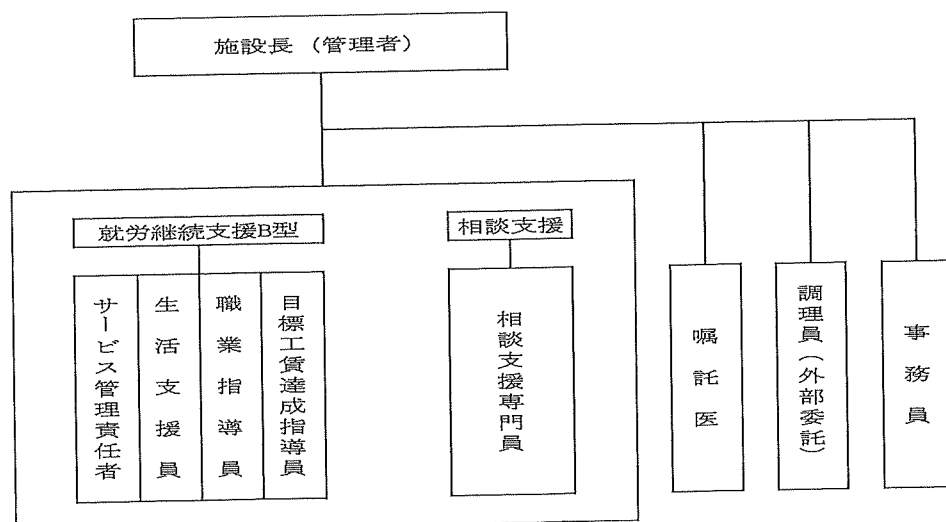 施設長（管理者）
就労継続支援B型
相談支援
サービス管理責任者
生活支援員
職業指導員
目標工賃達成指導員
相談支援専門員
嘱託医
調理員（外部委託）
事務員